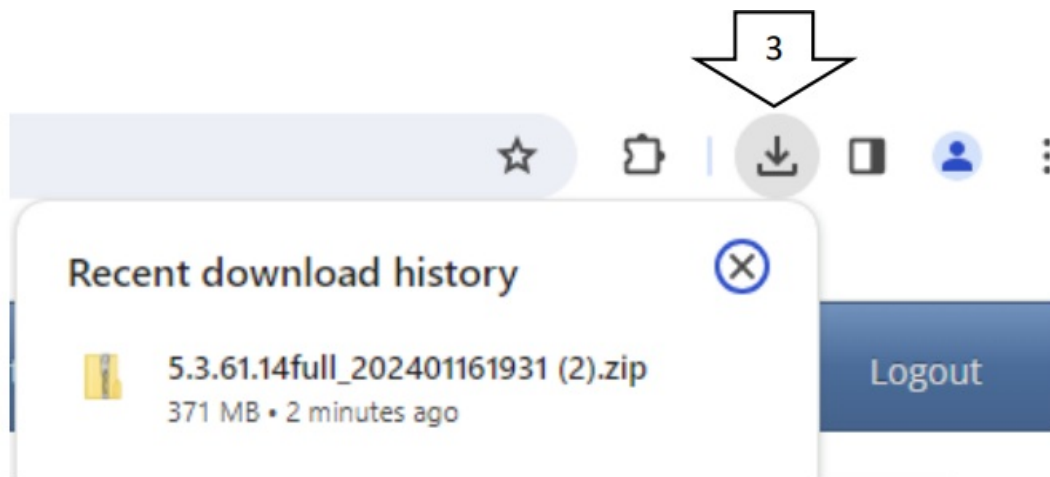 3
Recent download history
5.3.61.14full_202401161931 (2).zip
371 MB • 2 minutes ago
Logout